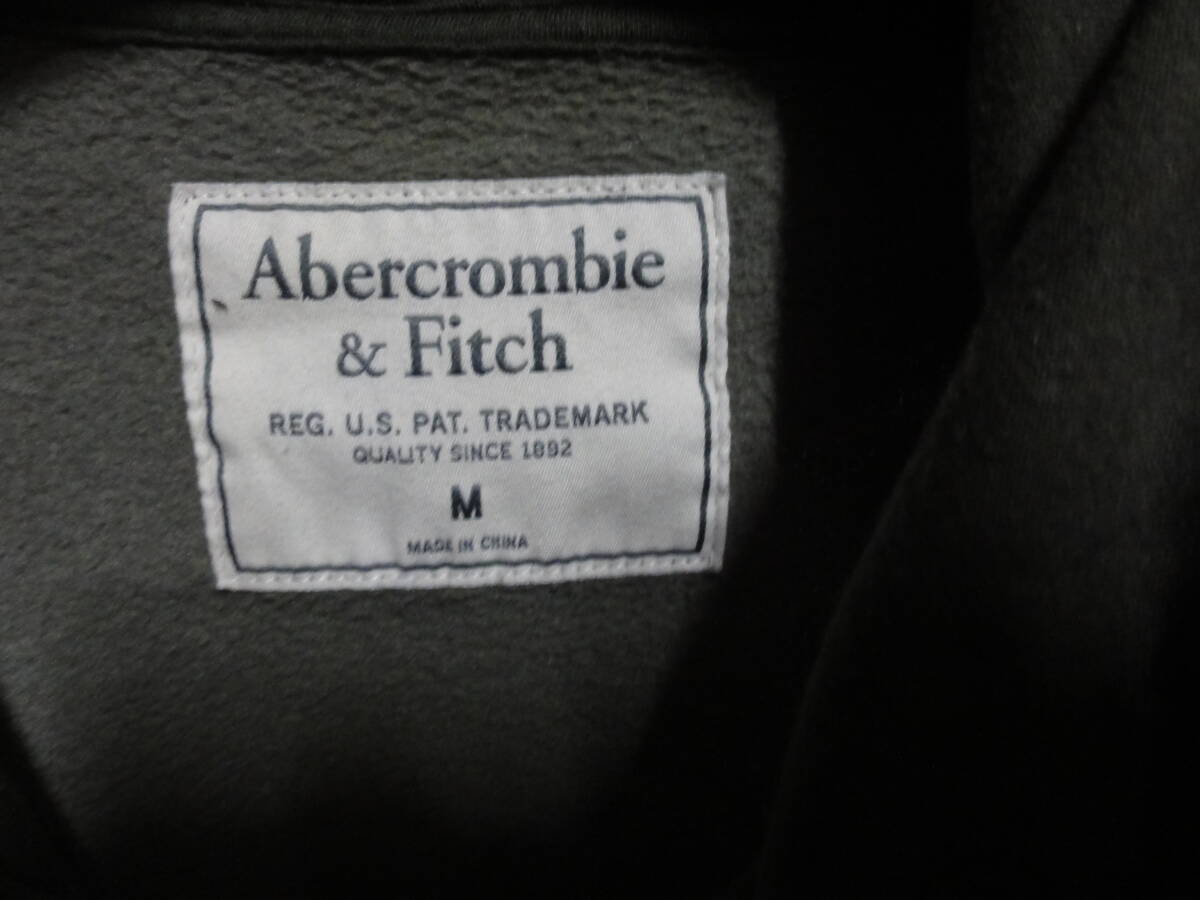 Abercrombie
& Fitch
REG. U.S. PAT. TRADEMARK
QUALITY SINCE 1892
M
MADE IN CHINA